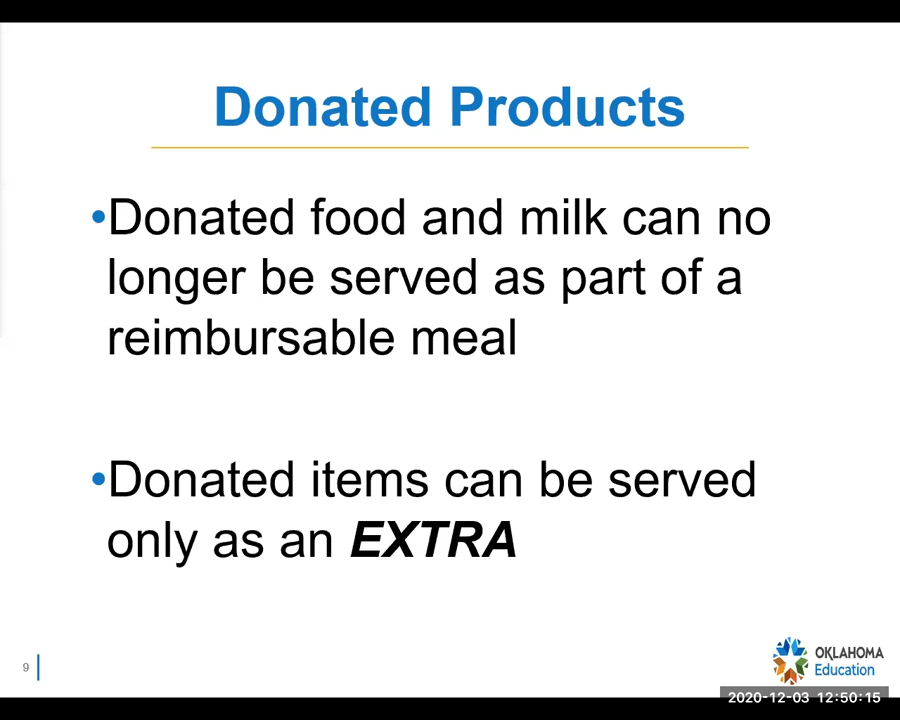 Donated Products
•Donated food and milk can no
longer be served as part of a
reimbursable meal
•Donated items can be served
only as an EXTRA
9
OKLAHOMA
Education
2020-12-03 12:50:15